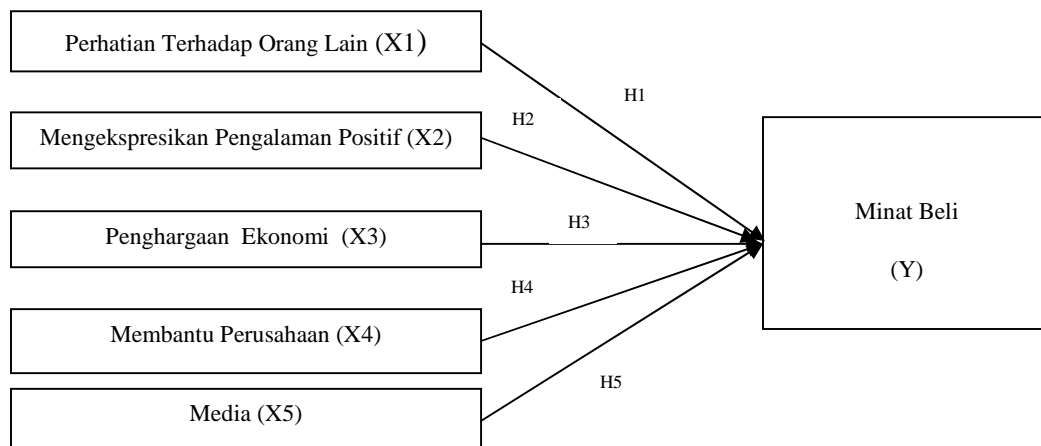 Perhatian Terhadap Orang Lain (X1)
H1
H2
Mengekspresikan Pengalaman Positif (X2)
Minat Beli
(Y)
H3
Penghargaan Ekonomi (X3)
H4
Membantu Perusahaan (X4)
H5
Media (X5)